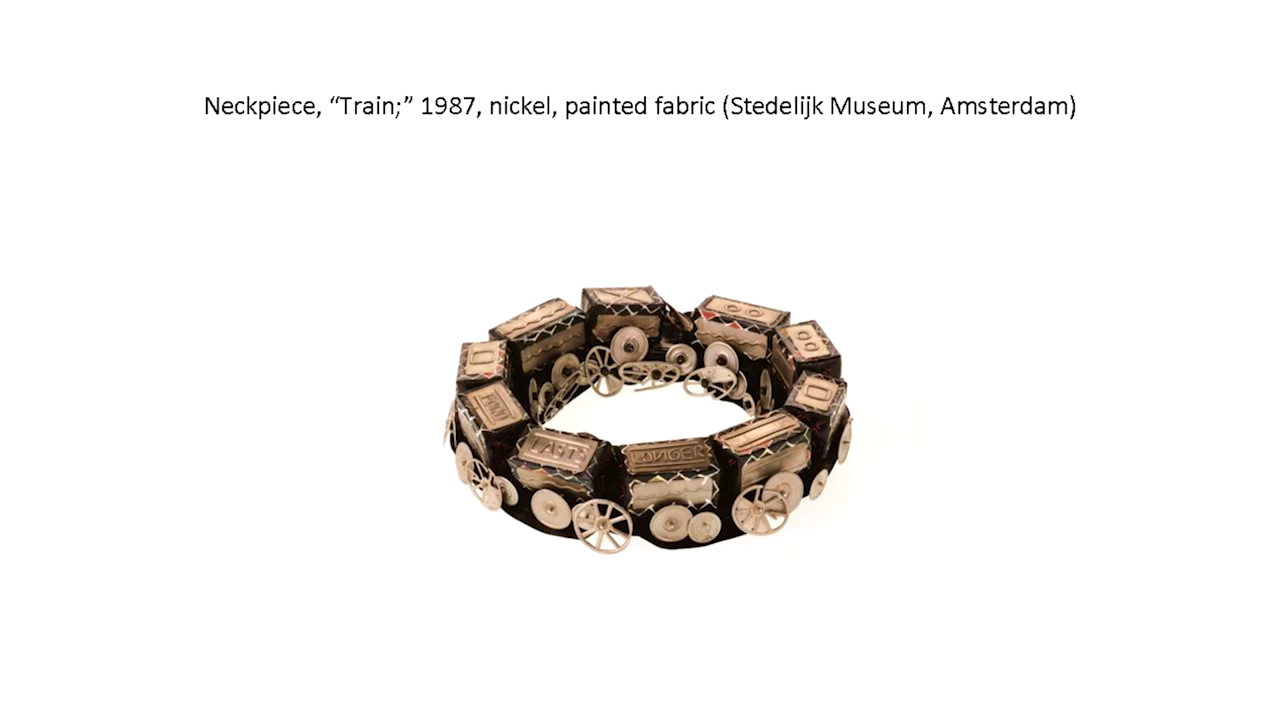 Neckpiece, “Train;” 1987, nickel, painted fabric (Stedelijk Museum, Amsterdam)
LASTS
LONGER